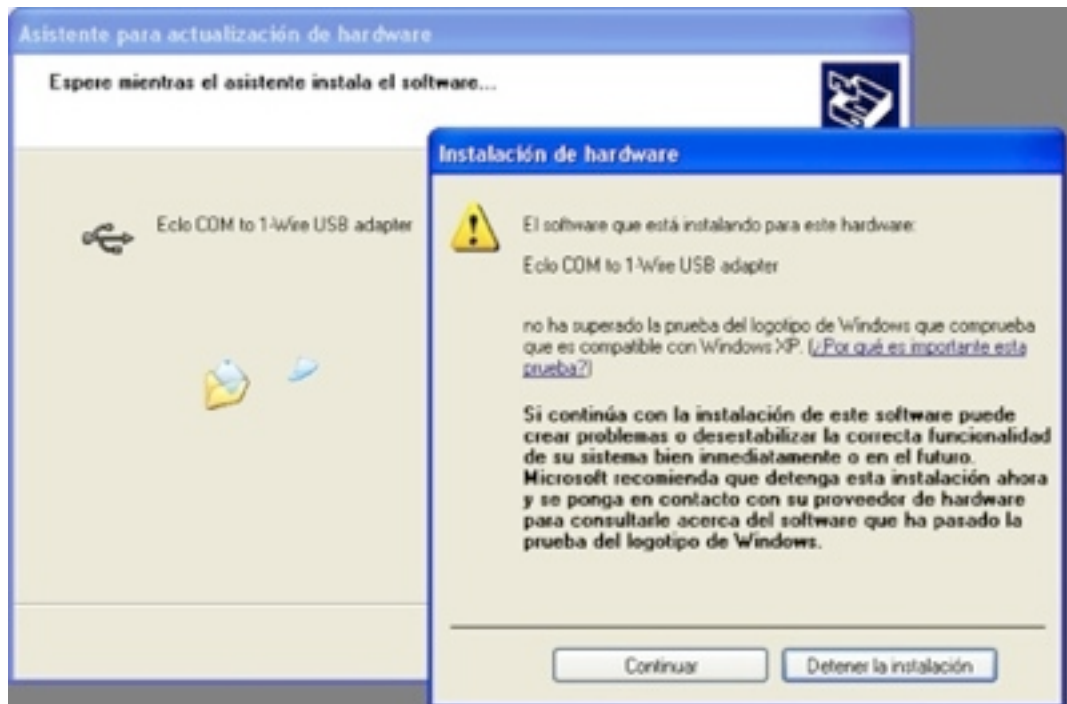 Asistente para actualización de hardware
Espere mientras el asistente instala el software...
Eclo COM to 1-Wire USB adapter
Instalación de hardware
El software que está instalando para este hardware:
Eclo COM to 1-Wire USB adapter
no ha superado la prueba del logotipo de Windows que comprueba
que es compatible con Windows XP. (¿Por qué es importante esta
prueba?)
Si continúa con la instalación de este software puede
crear problemas o desestabilizar la correcta funcionalidad
de su sistema bien inmediatamente o en el futuro.
Microsoft recomienda que detenga esta instalación ahora
y se ponga en contacto con su proveedor de hardware
para consultarle acerca del software que ha pasado la
prueba del logotipo de Windows.
Continuar
Detener la instalación